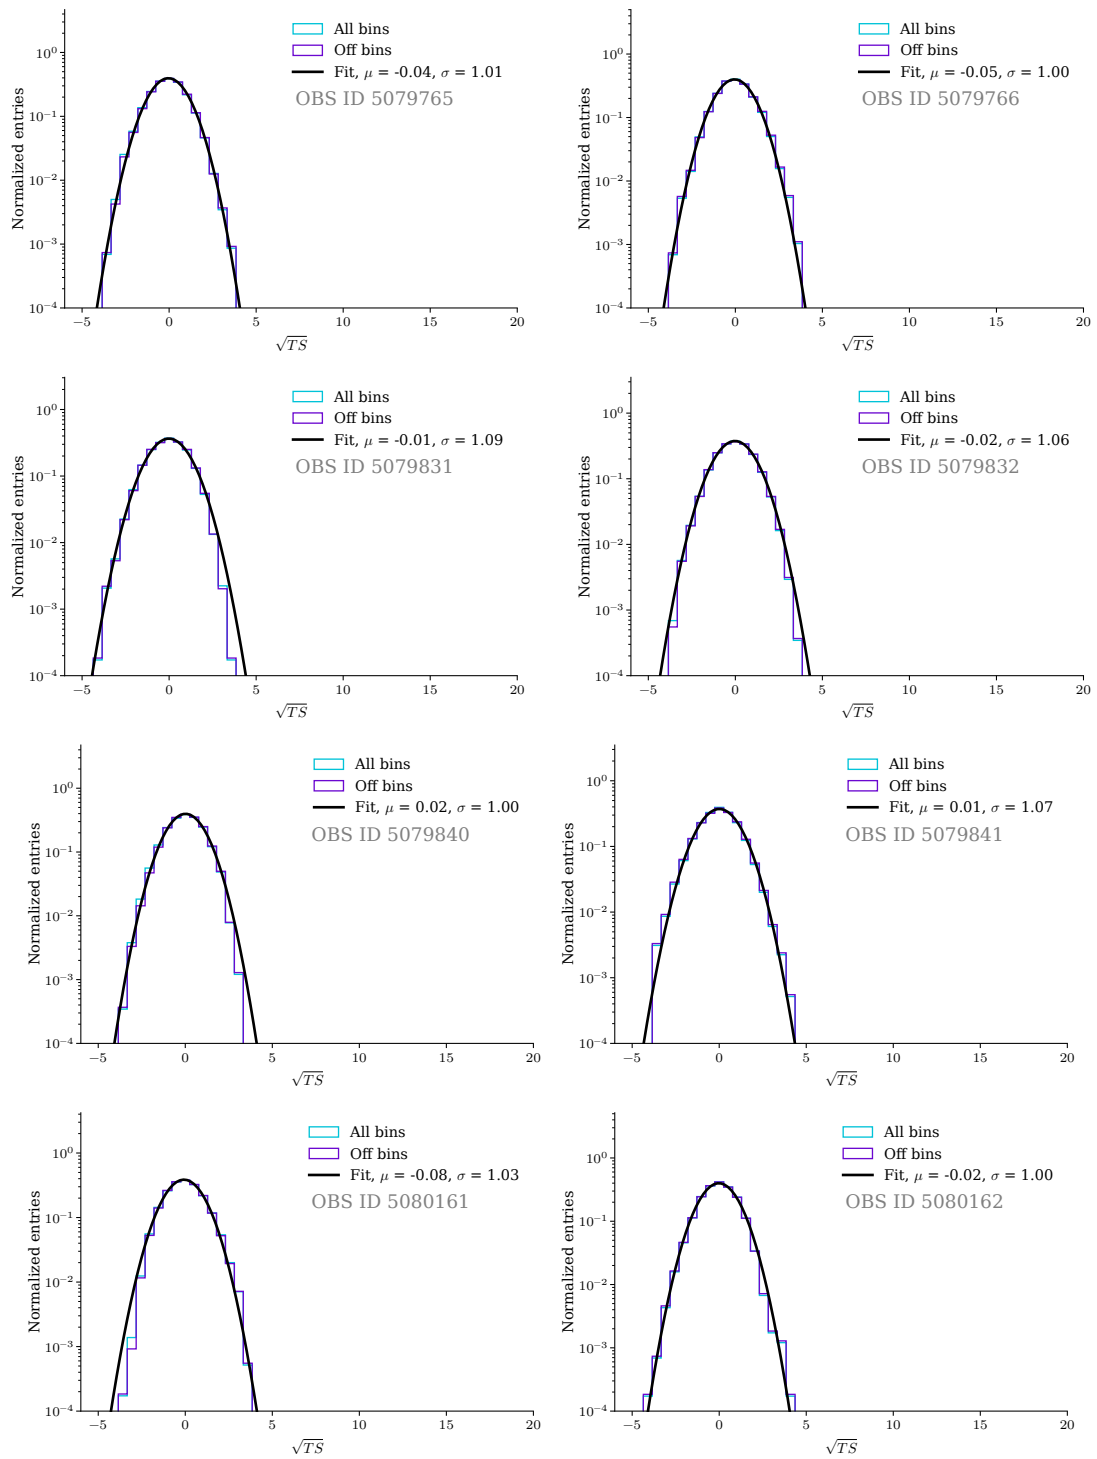 All bins
Off bins
Fit, μ = -0.04, σ = 1.01
OBS ID 5079765
Normalized entries
10⁰
10⁻¹
10⁻²
10⁻³
10⁻⁴
−5 0 5 10 15 20
√TS
All bins
Off bins
Fit, μ = -0.05, σ = 1.00
OBS ID 5079766
Normalized entries
10⁰
10⁻¹
10⁻²
10⁻³
10⁻⁴
−5 0 5 10 15 20
√TS
All bins
Off bins
Fit, μ = -0.01, σ = 1.09
OBS ID 5079831
Normalized entries
10⁰
10⁻¹
10⁻²
10⁻³
10⁻⁴
−5 0 5 10 15 20
√TS
All bins
Off bins
Fit, μ = -0.02, σ = 1.06
OBS ID 5079832
Normalized entries
10⁰
10⁻¹
10⁻²
10⁻³
10⁻⁴
−5 0 5 10 15 20
√TS
All bins
Off bins
Fit, μ = 0.02, σ = 1.00
OBS ID 5079840
Normalized entries
10⁰
10⁻¹
10⁻²
10⁻³
10⁻⁴
−5 0 5 10 15 20
√TS
All bins
Off bins
Fit, μ = 0.01, σ = 1.07
OBS ID 5079841
Normalized entries
10⁰
10⁻¹
10⁻²
10⁻³
10⁻⁴
−5 0 5 10 15 20
√TS
All bins
Off bins
Fit, μ = -0.08, σ = 1.03
OBS ID 5080161
Normalized entries
10⁰
10⁻¹
10⁻²
10⁻³
10⁻⁴
−5 0 5 10 15 20
√TS
All bins
Off bins
Fit, μ = -0.02, σ = 1.00
OBS ID 5080162
Normalized entries
10⁰
10⁻¹
10⁻²
10⁻³
10⁻⁴
−5 0 5 10 15 20
√TS